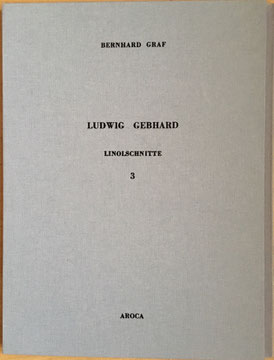 BERNHARD GRAF
LUDWIG GEBHARD
LINOLSCHNITTE
3
AROCA